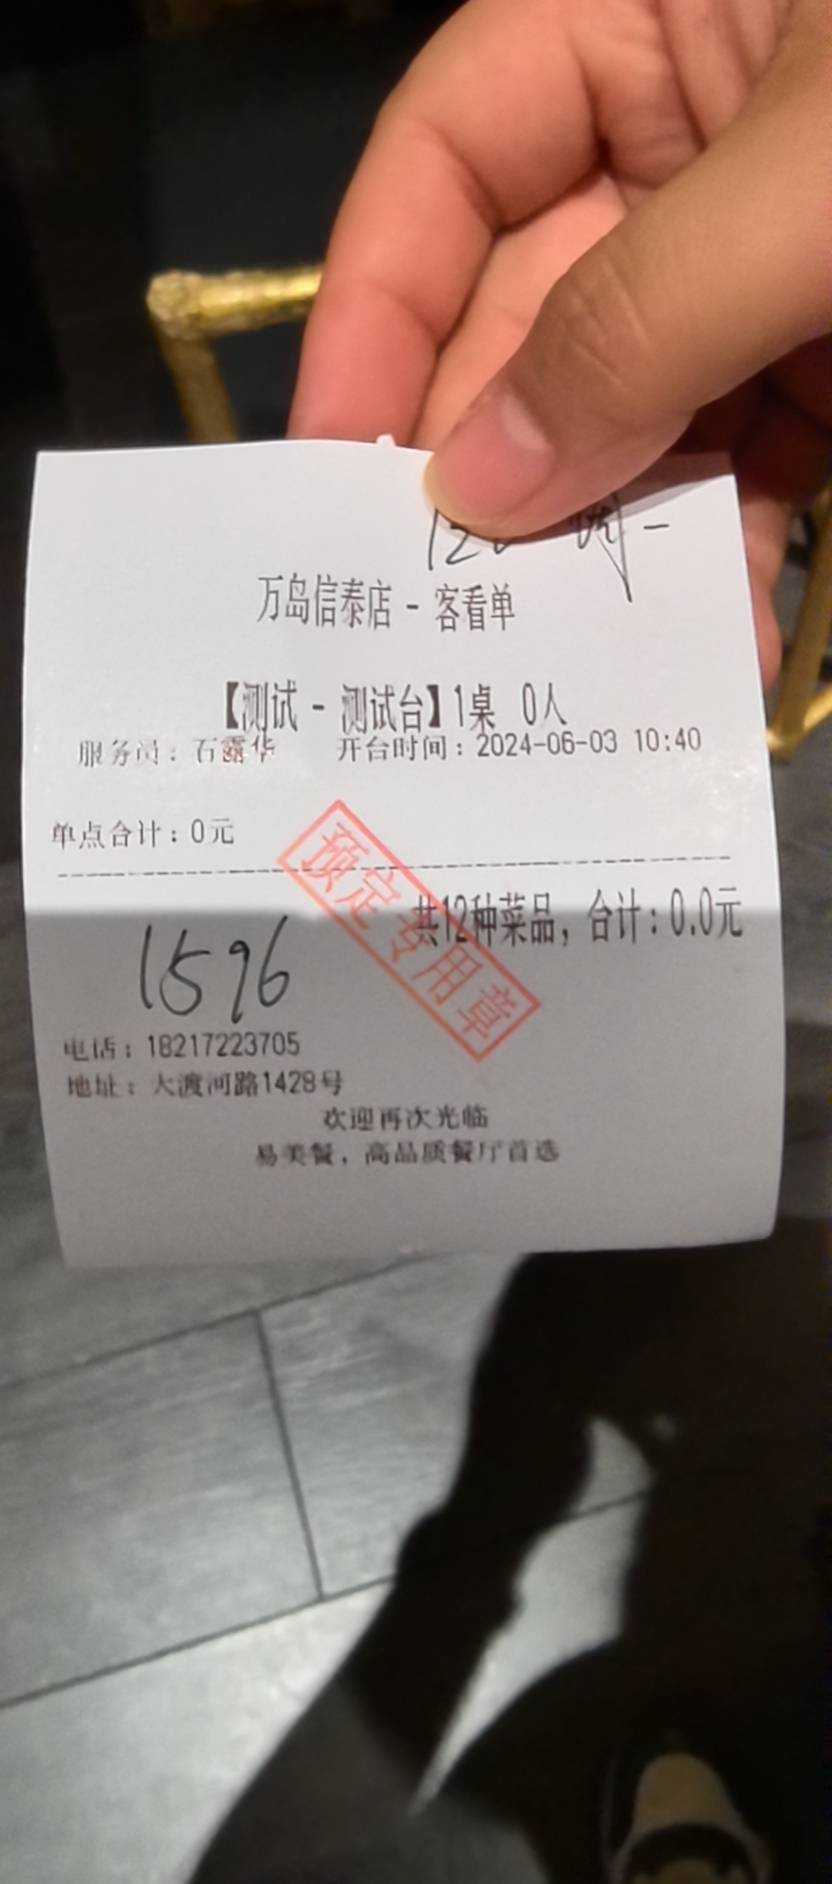 万岛信泰店 - 客看单
【测试 - 测试台】1桌 0人
服务员：石露华 开台时间：2024-06-03 10:40
单点合计：0元
预定专用章
共12种菜品，合计：0.0元
1596
电话：18217223705
地址：大渡河路1428号
欢迎再次光临
易美餐，高品质餐厅首选